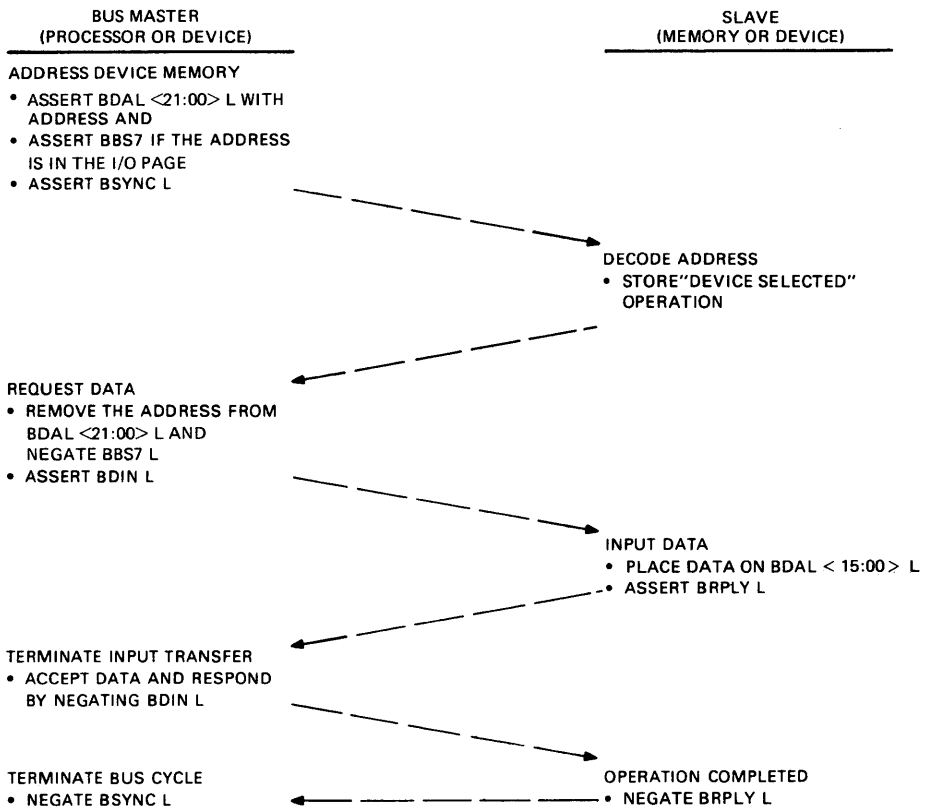 BUS MASTER
(PROCESSOR OR DEVICE)
SLAVE
(MEMORY OR DEVICE)
ADDRESS DEVICE MEMORY
• ASSERT BDAL <21:00> L WITH
ADDRESS AND
• ASSERT BBS7 IF THE ADDRESS
IS IN THE I/O PAGE
• ASSERT BSYNC L
DECODE ADDRESS
• STORE"DEVICE SELECTED"
OPERATION
REQUEST DATA
• REMOVE THE ADDRESS FROM
BDAL <21:00> L AND
NEGATE BBS7 L
• ASSERT BDIN L
INPUT DATA
• PLACE DATA ON BDAL < 15:00 > L
• ASSERT BRPLY L
TERMINATE INPUT TRANSFER
• ACCEPT DATA AND RESPOND
BY NEGATING BDIN L
OPERATION COMPLETED
• NEGATE BRPLY L
TERMINATE BUS CYCLE
• NEGATE BSYNC L